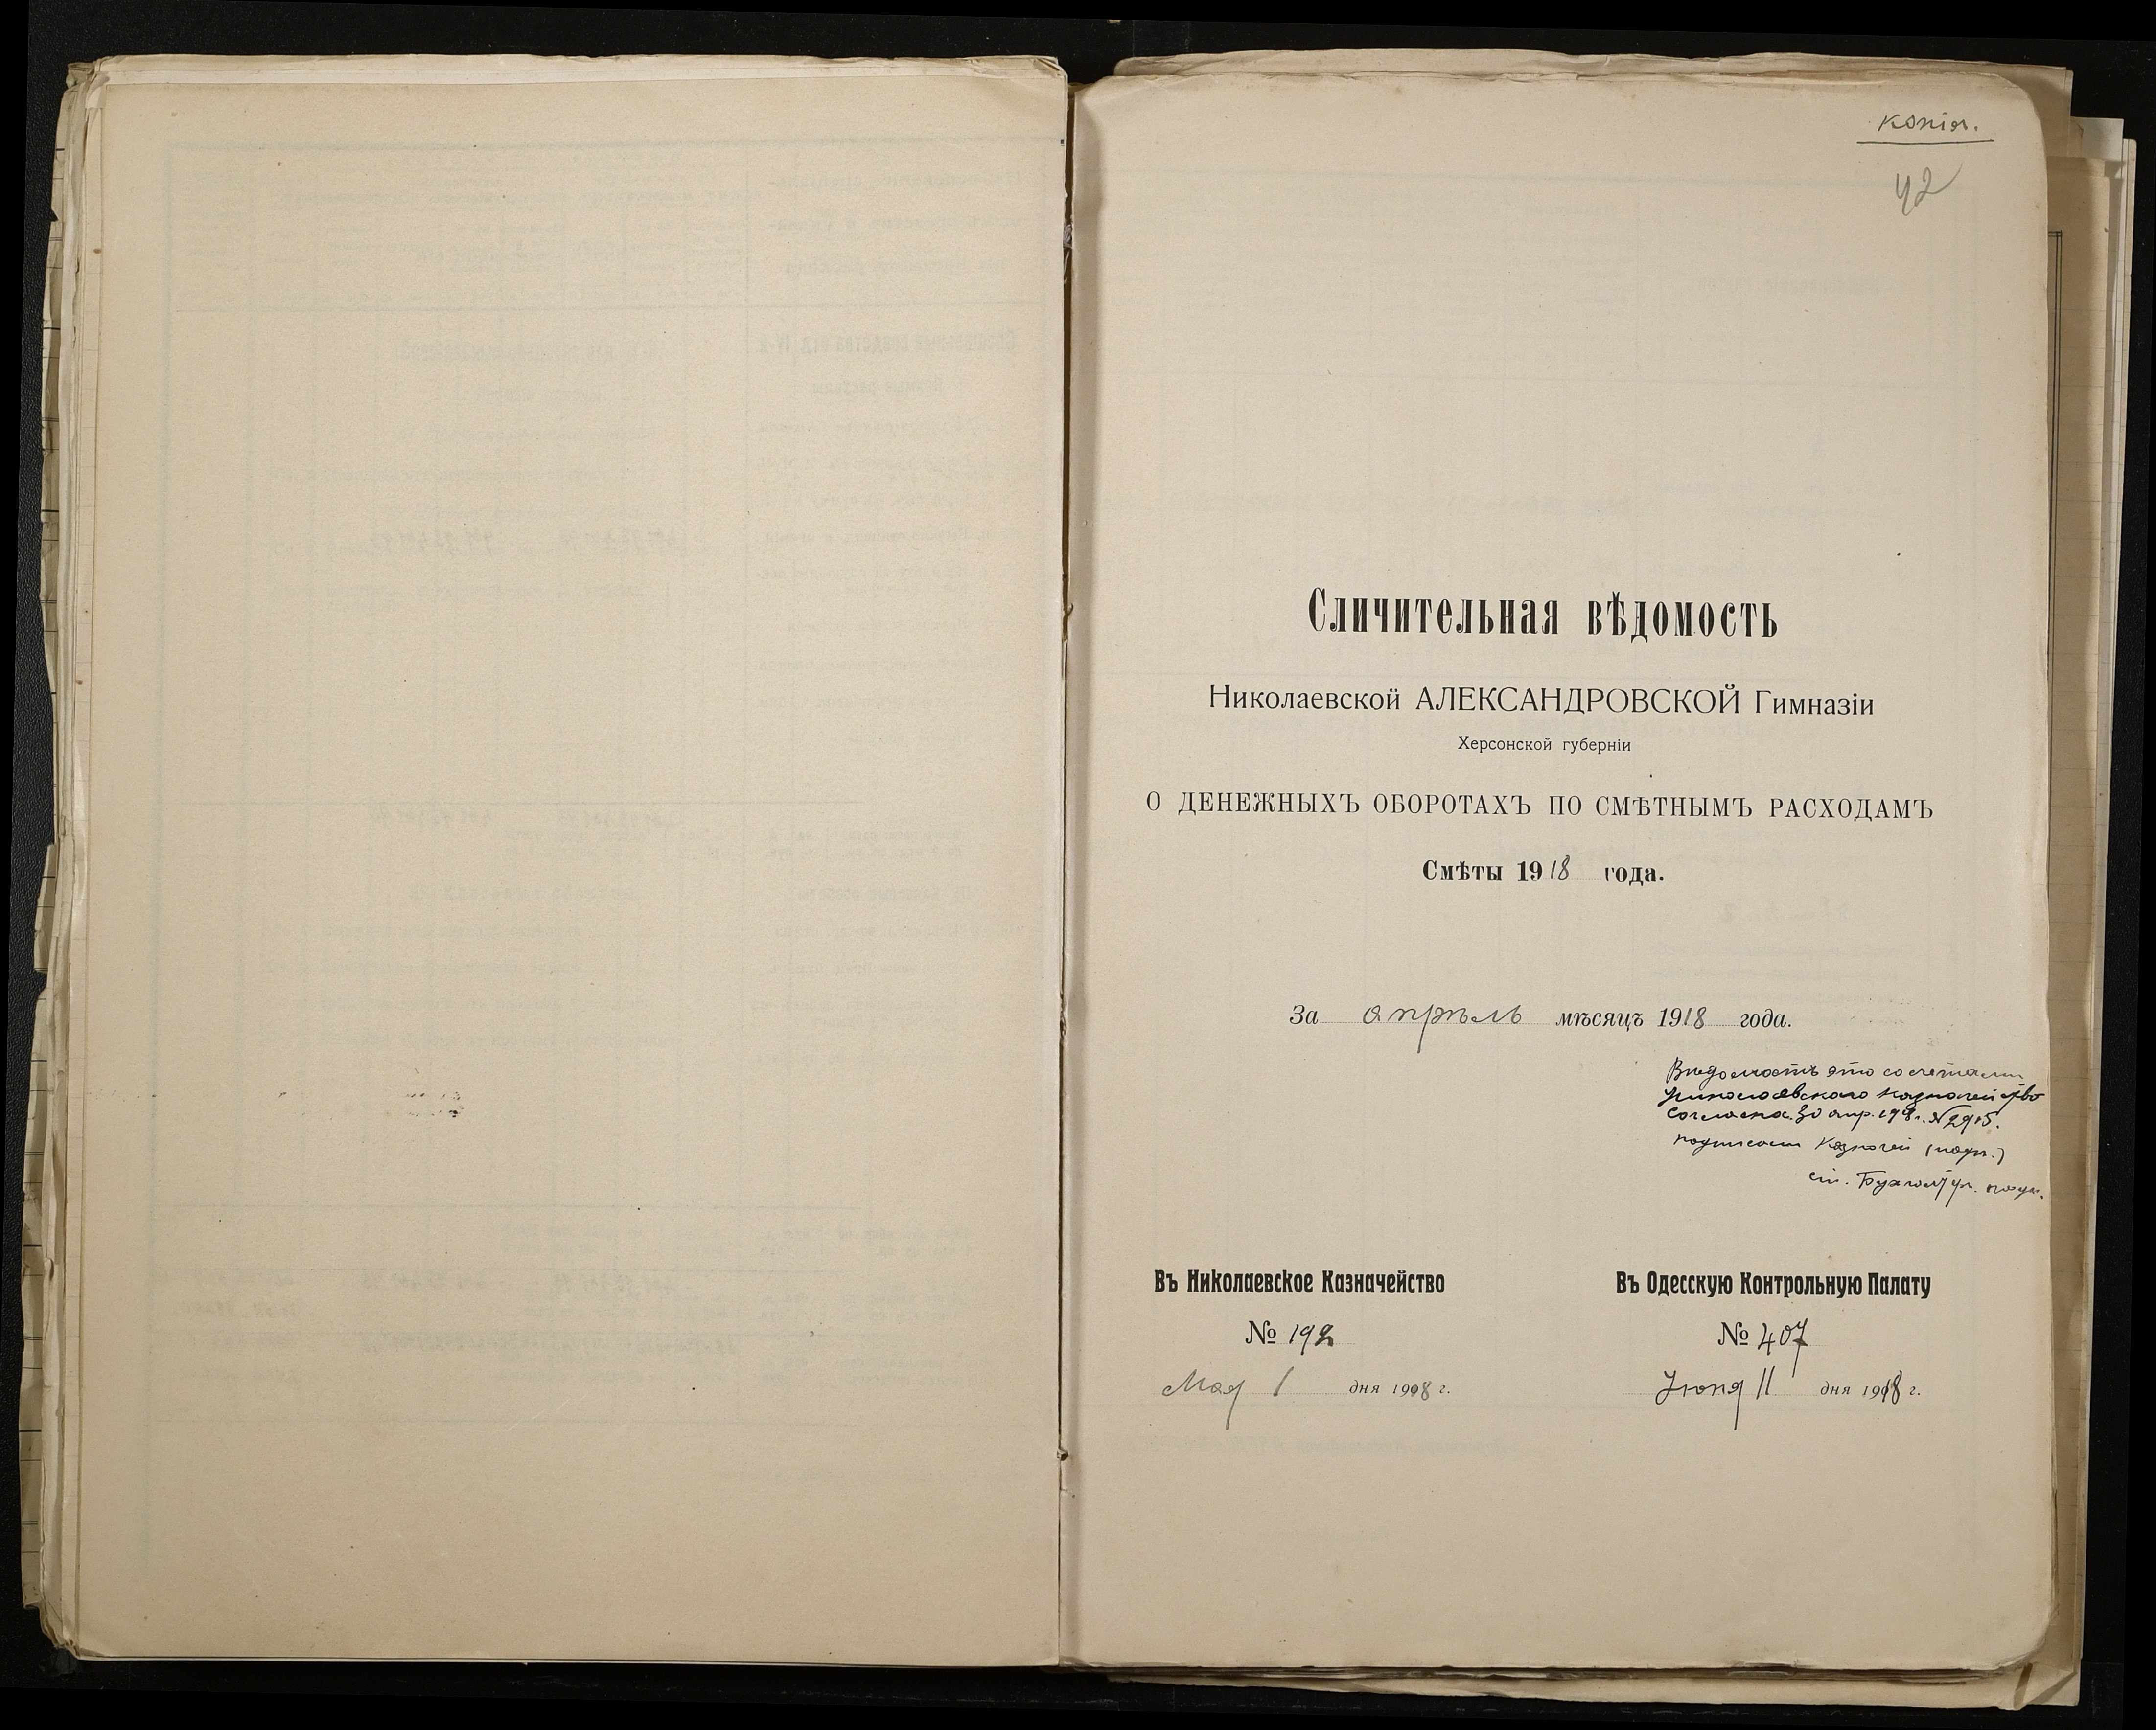 копія.
42
Сличительная вѣдомость
Николаевской АЛЕКСАНДРОВСКОЙ Гимназіи
Херсонской губерніи
О ДЕНЕЖНЫХЪ ОБОРОТАХЪ ПО СМѢТНЫМЪ РАСХОДАМЪ
Смѣты 1918 года.
За апрѣль мѣсяцъ 1918 года.
Вѣдомость эта со счетами
Николаевскаго Казначейства
согласна. 30 апр. 1918 г. № 2915.
подписали Казначей (подп.)
ст. Бухгалтер. подп.
Въ Николаевское Казначейство
№ 192
Мая 1 дня 1918 г.
Въ Одесскую Контрольную Палату
№ 407
Іюня 11 дня 1918 г.